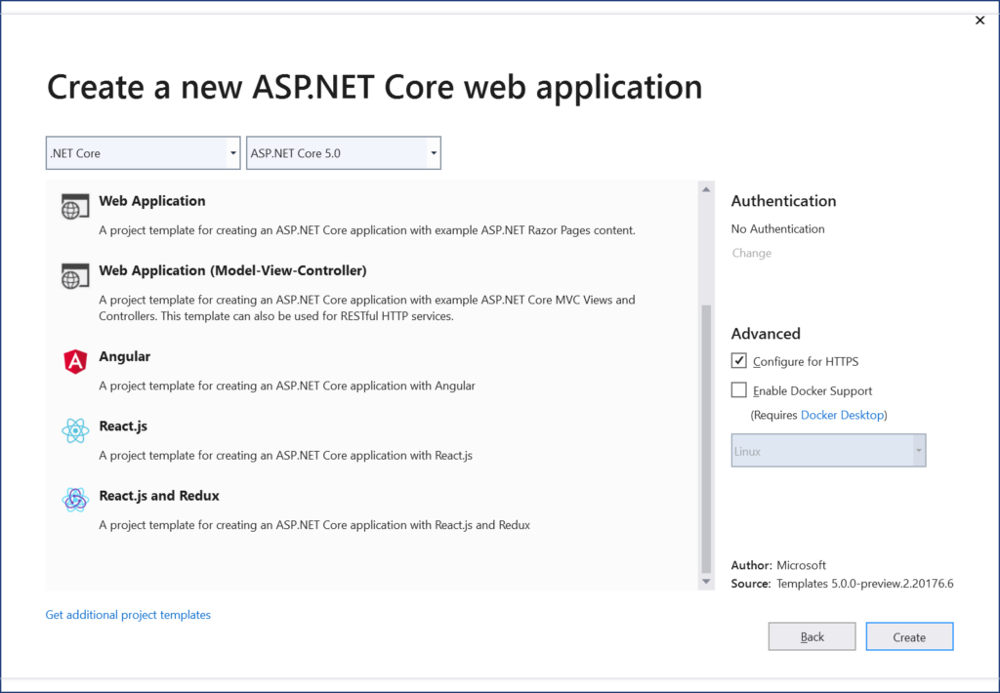 Create a new ASP.NET Core web application
.NET Core
ASP.NET Core 5.0
Web Application
A project template for creating an ASP.NET Core application with example ASP.NET Razor Pages content.
Web Application (Model-View-Controller)
A project template for creating an ASP.NET Core application with example ASP.NET Core MVC Views and
Controllers. This template can also be used for RESTful HTTP services.
Angular
A project template for creating an ASP.NET Core application with Angular
React.js
A project template for creating an ASP.NET Core application with React.js
React.js and Redux
A project template for creating an ASP.NET Core application with React.js and Redux
Get additional project templates
Authentication
No Authentication
Change
Advanced
Configure for HTTPS
Enable Docker Support
(Requires Docker Desktop)
Linux
Author: Microsoft
Source: Templates 5.0.0-preview.2.20176.6
Back
Create